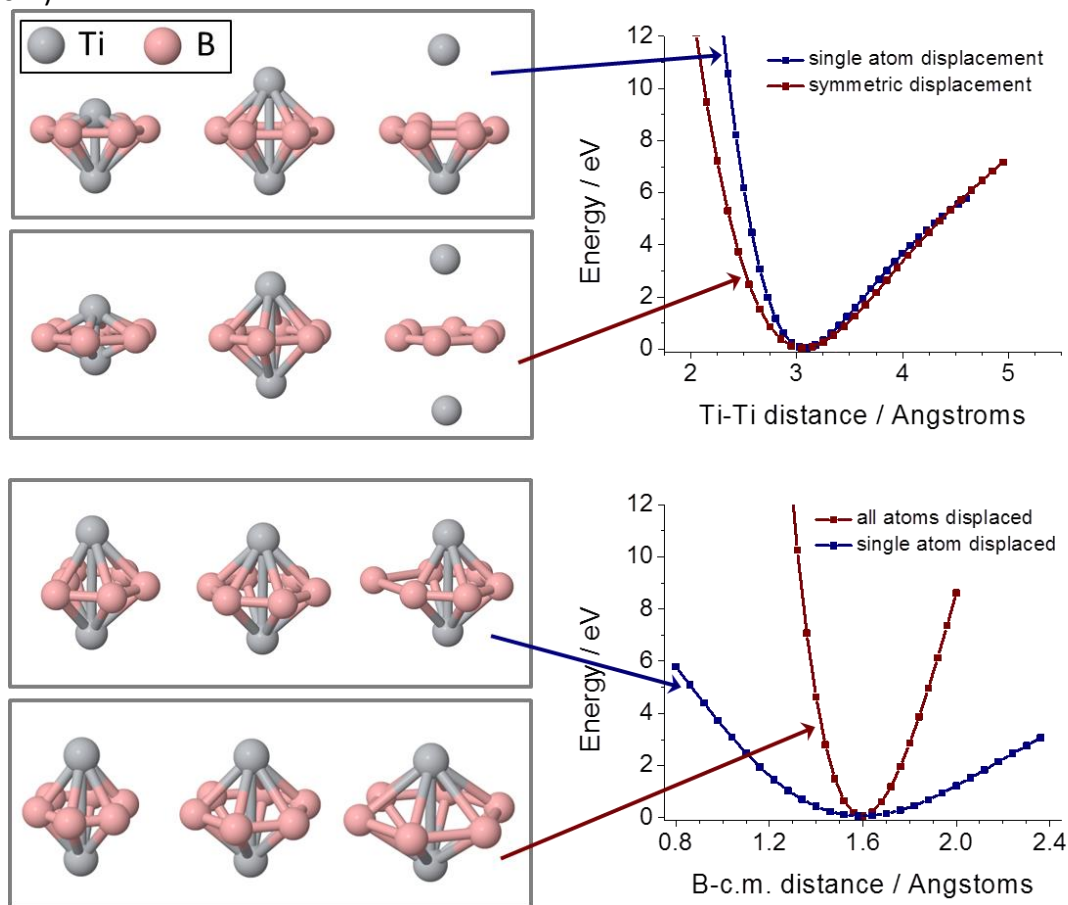 Ti B
12
10
8
6
4
2
0
Energy / eV
single atom displacement
symmetric displacement
2 3 4 5
Ti-Ti distance / Angstroms
12
10
8
6
4
2
0
Energy / eV
all atoms displaced
single atom displaced
0.8 1.2 1.6 2.0 2.4
B-c.m. distance / Angstoms